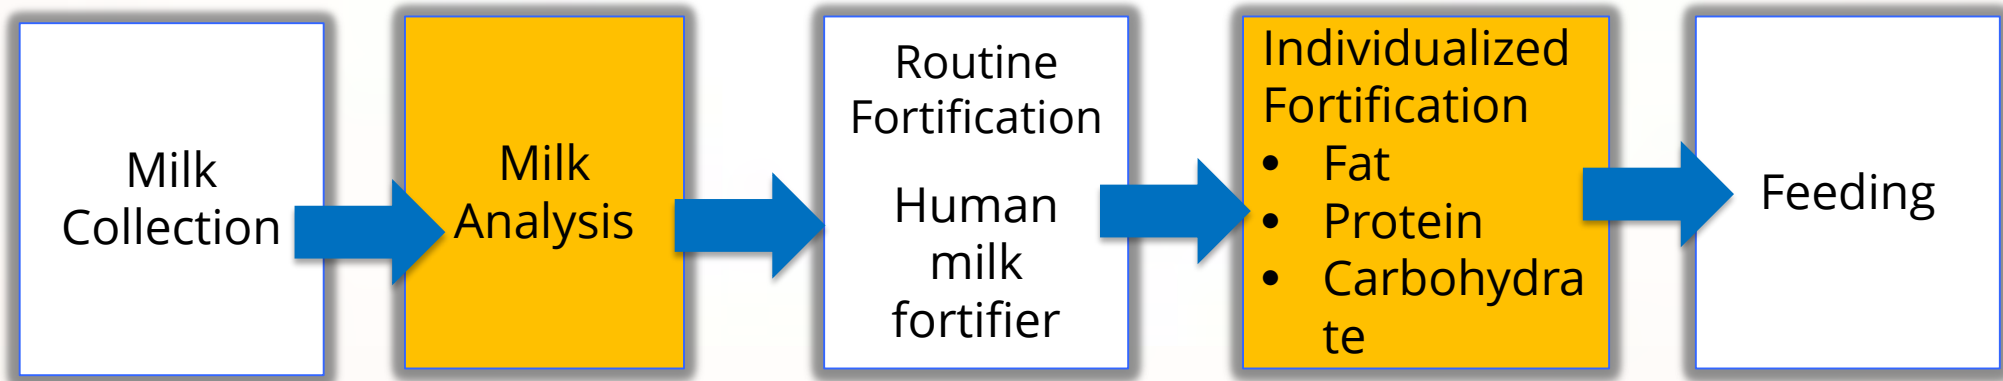 Milk
Collection
Milk
Analysis
Routine
Fortification
Human
milk
fortifier
Individualized
Fortification
• Fat
• Protein
• Carbohydra
te
Feeding